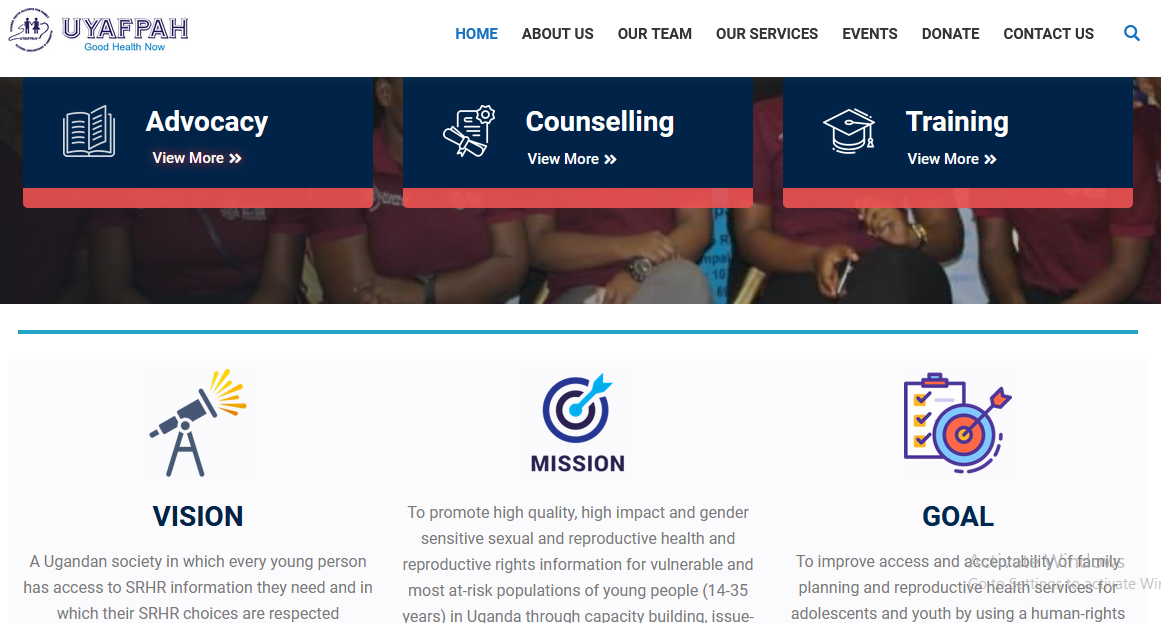 UYAFPAH
Good Health Now
HOME ABOUT US OUR TEAM OUR SERVICES EVENTS DONATE CONTACT US
Advocacy
View More »
Counselling
View More »
Training
View More »
VISION
A Ugandan society in which every young person
has access to SRHR information they need and in
which their SRHR choices are respected
MISSION
To promote high quality, high impact and gender
sensitive sexual and reproductive health and
reproductive rights information for vulnerable and
most at-risk populations of young people (14-35
years) in Uganda through capacity building, issue-
GOAL
To improve access and acceptability of family
planning and reproductive health services for
adolescents and youth by using a human-rights
Activate Windows
Go to Settings to activate Wi